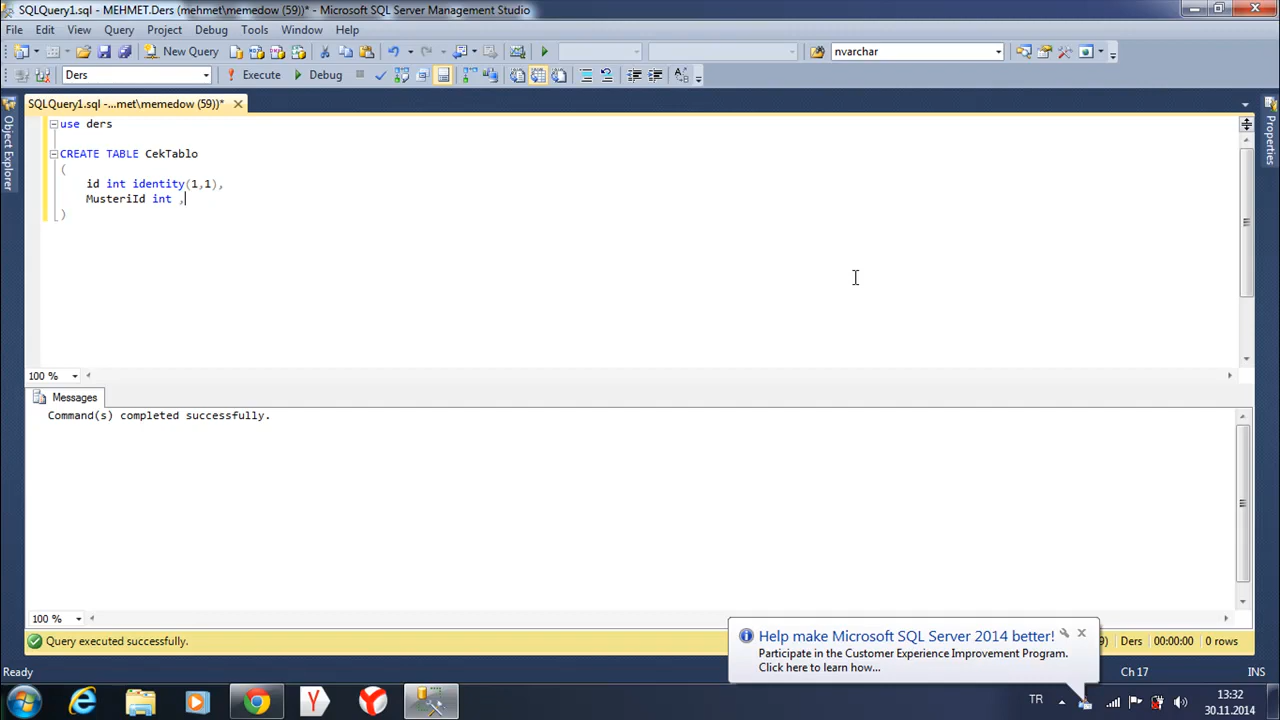 SQLQuery1.sql - MEHMET.Ders (mehmet\memedow (59))* - Microsoft SQL Server Management Studio
File Edit View Query Project Debug Tools Window Help
New Query nvarchar
Ders Execute Debug
SQLQuery1.sql -...met\memedow (59))*
Object Explorer
Properties
use ders
CREATE TABLE CekTablo
(
id int identity(1,1),
MusteriId int ,
)
100 %
Messages
Command(s) completed successfully.
100 %
Query executed successfully. Ders 00:00:00 0 rows
Help make Microsoft SQL Server 2014 better!
Participate in the Customer Experience Improvement Program.
Click here to learn how...
Ready Ch 17 INS
TR 13:32
30.11.2014